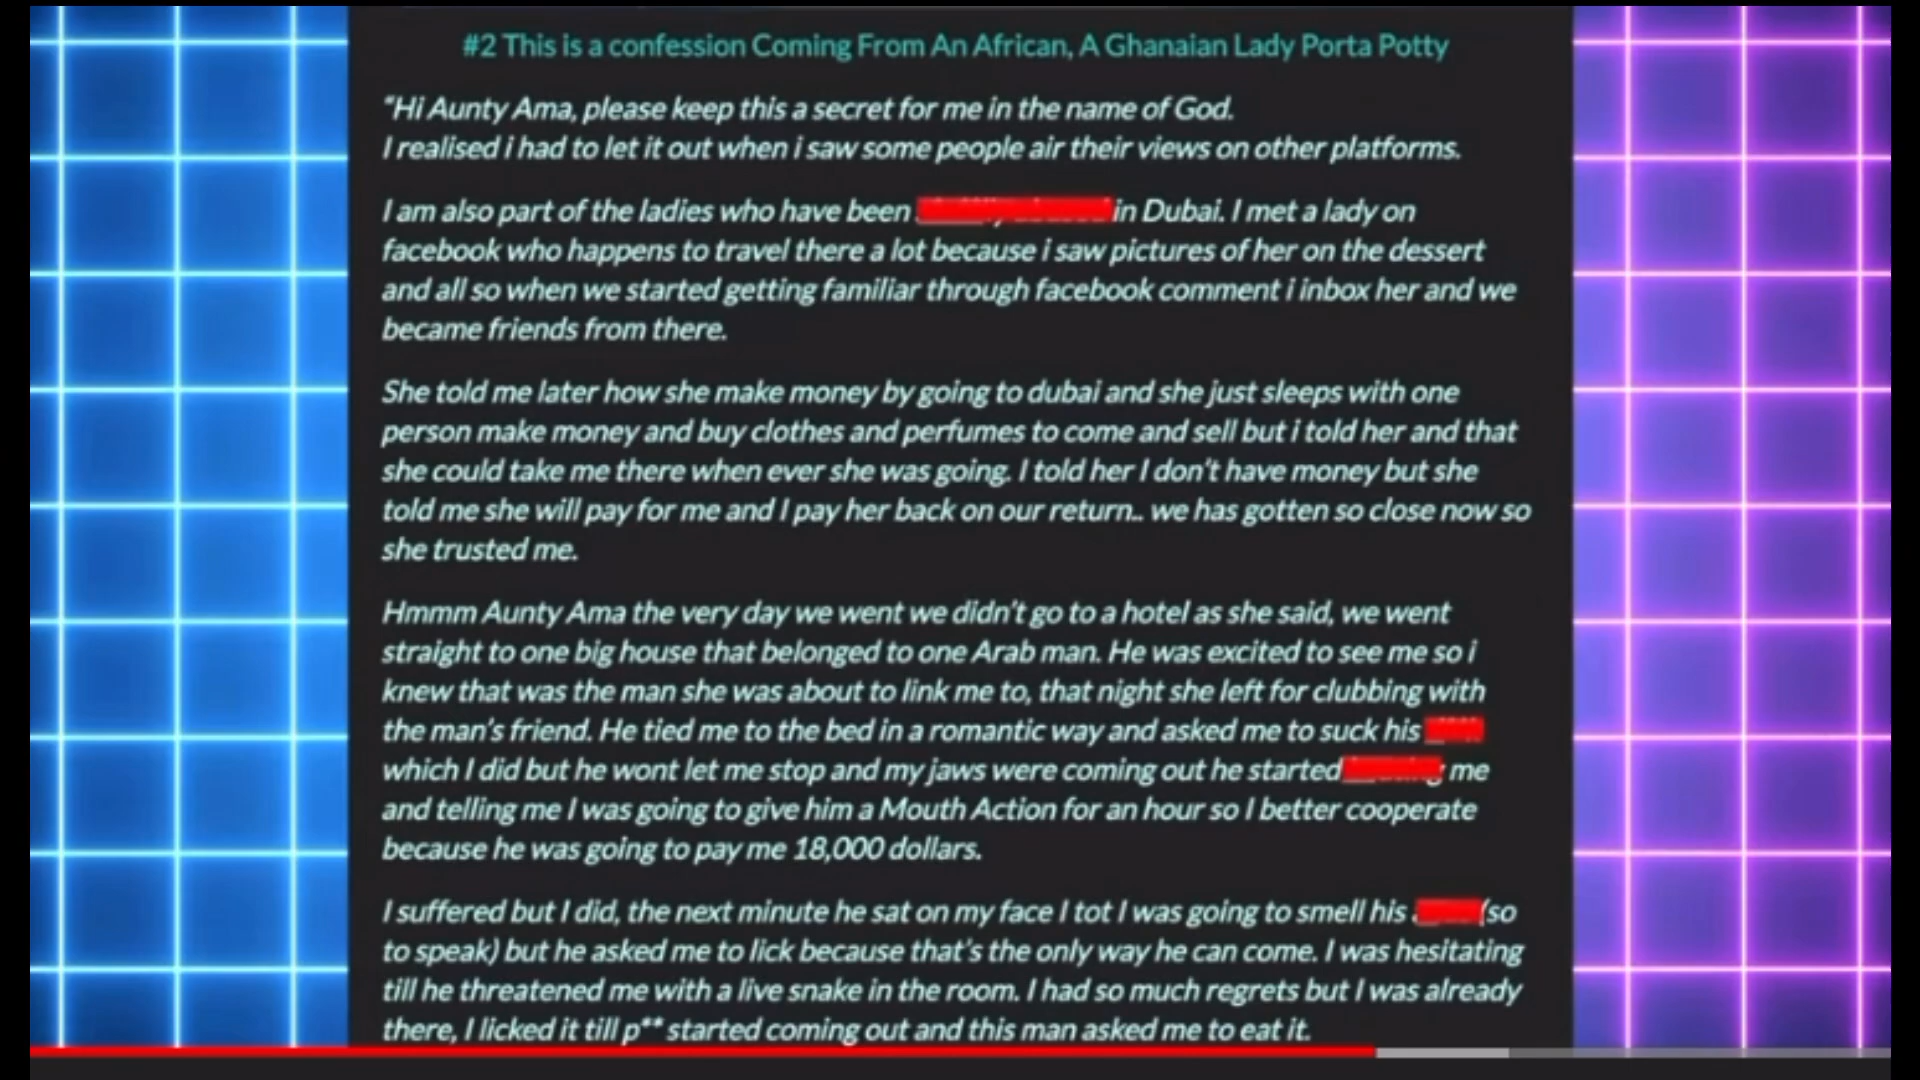 #2 This is a confession Coming From An African, A Ghanaian Lady Porta Potty
“Hi Aunty Ama, please keep this a secret for me in the name of God.
I realised i had to let it out when i saw some people air their views on other platforms.
I am also part of the ladies who have been in Dubai. I met a lady on
facebook who happens to travel there a lot because i saw pictures of her on the dessert
and all so when we started getting familiar through facebook comment i inbox her and we
became friends from there.
She told me later how she make money by going to dubai and she just sleeps with one
person make money and buy clothes and perfumes to come and sell but i told her and that
she could take me there when ever she was going. I told her I don't have money but she
told me she will pay for me and I pay her back on our return.. we has gotten so close now so
she trusted me.
Hmmm Aunty Ama the very day we went we didn't go to a hotel as she said, we went
straight to one big house that belonged to one Arab man. He was excited to see me so i
knew that was the man she was about to link me to, that night she left for clubbing with
the man's friend. He tied me to the bed in a romantic way and asked me to suck his
which I did but he wont let me stop and my jaws were coming out he started me
and telling me I was going to give him a Mouth Action for an hour so I better cooperate
because he was going to pay me 18,000 dollars.
I suffered but I did, the next minute he sat on my face I tot I was going to smell his (so
to speak) but he asked me to lick because that's the only way he can come. I was hesitating
till he threatened me with a live snake in the room. I had so much regrets but I was already
there, I licked it till p** started coming out and this man asked me to eat it.